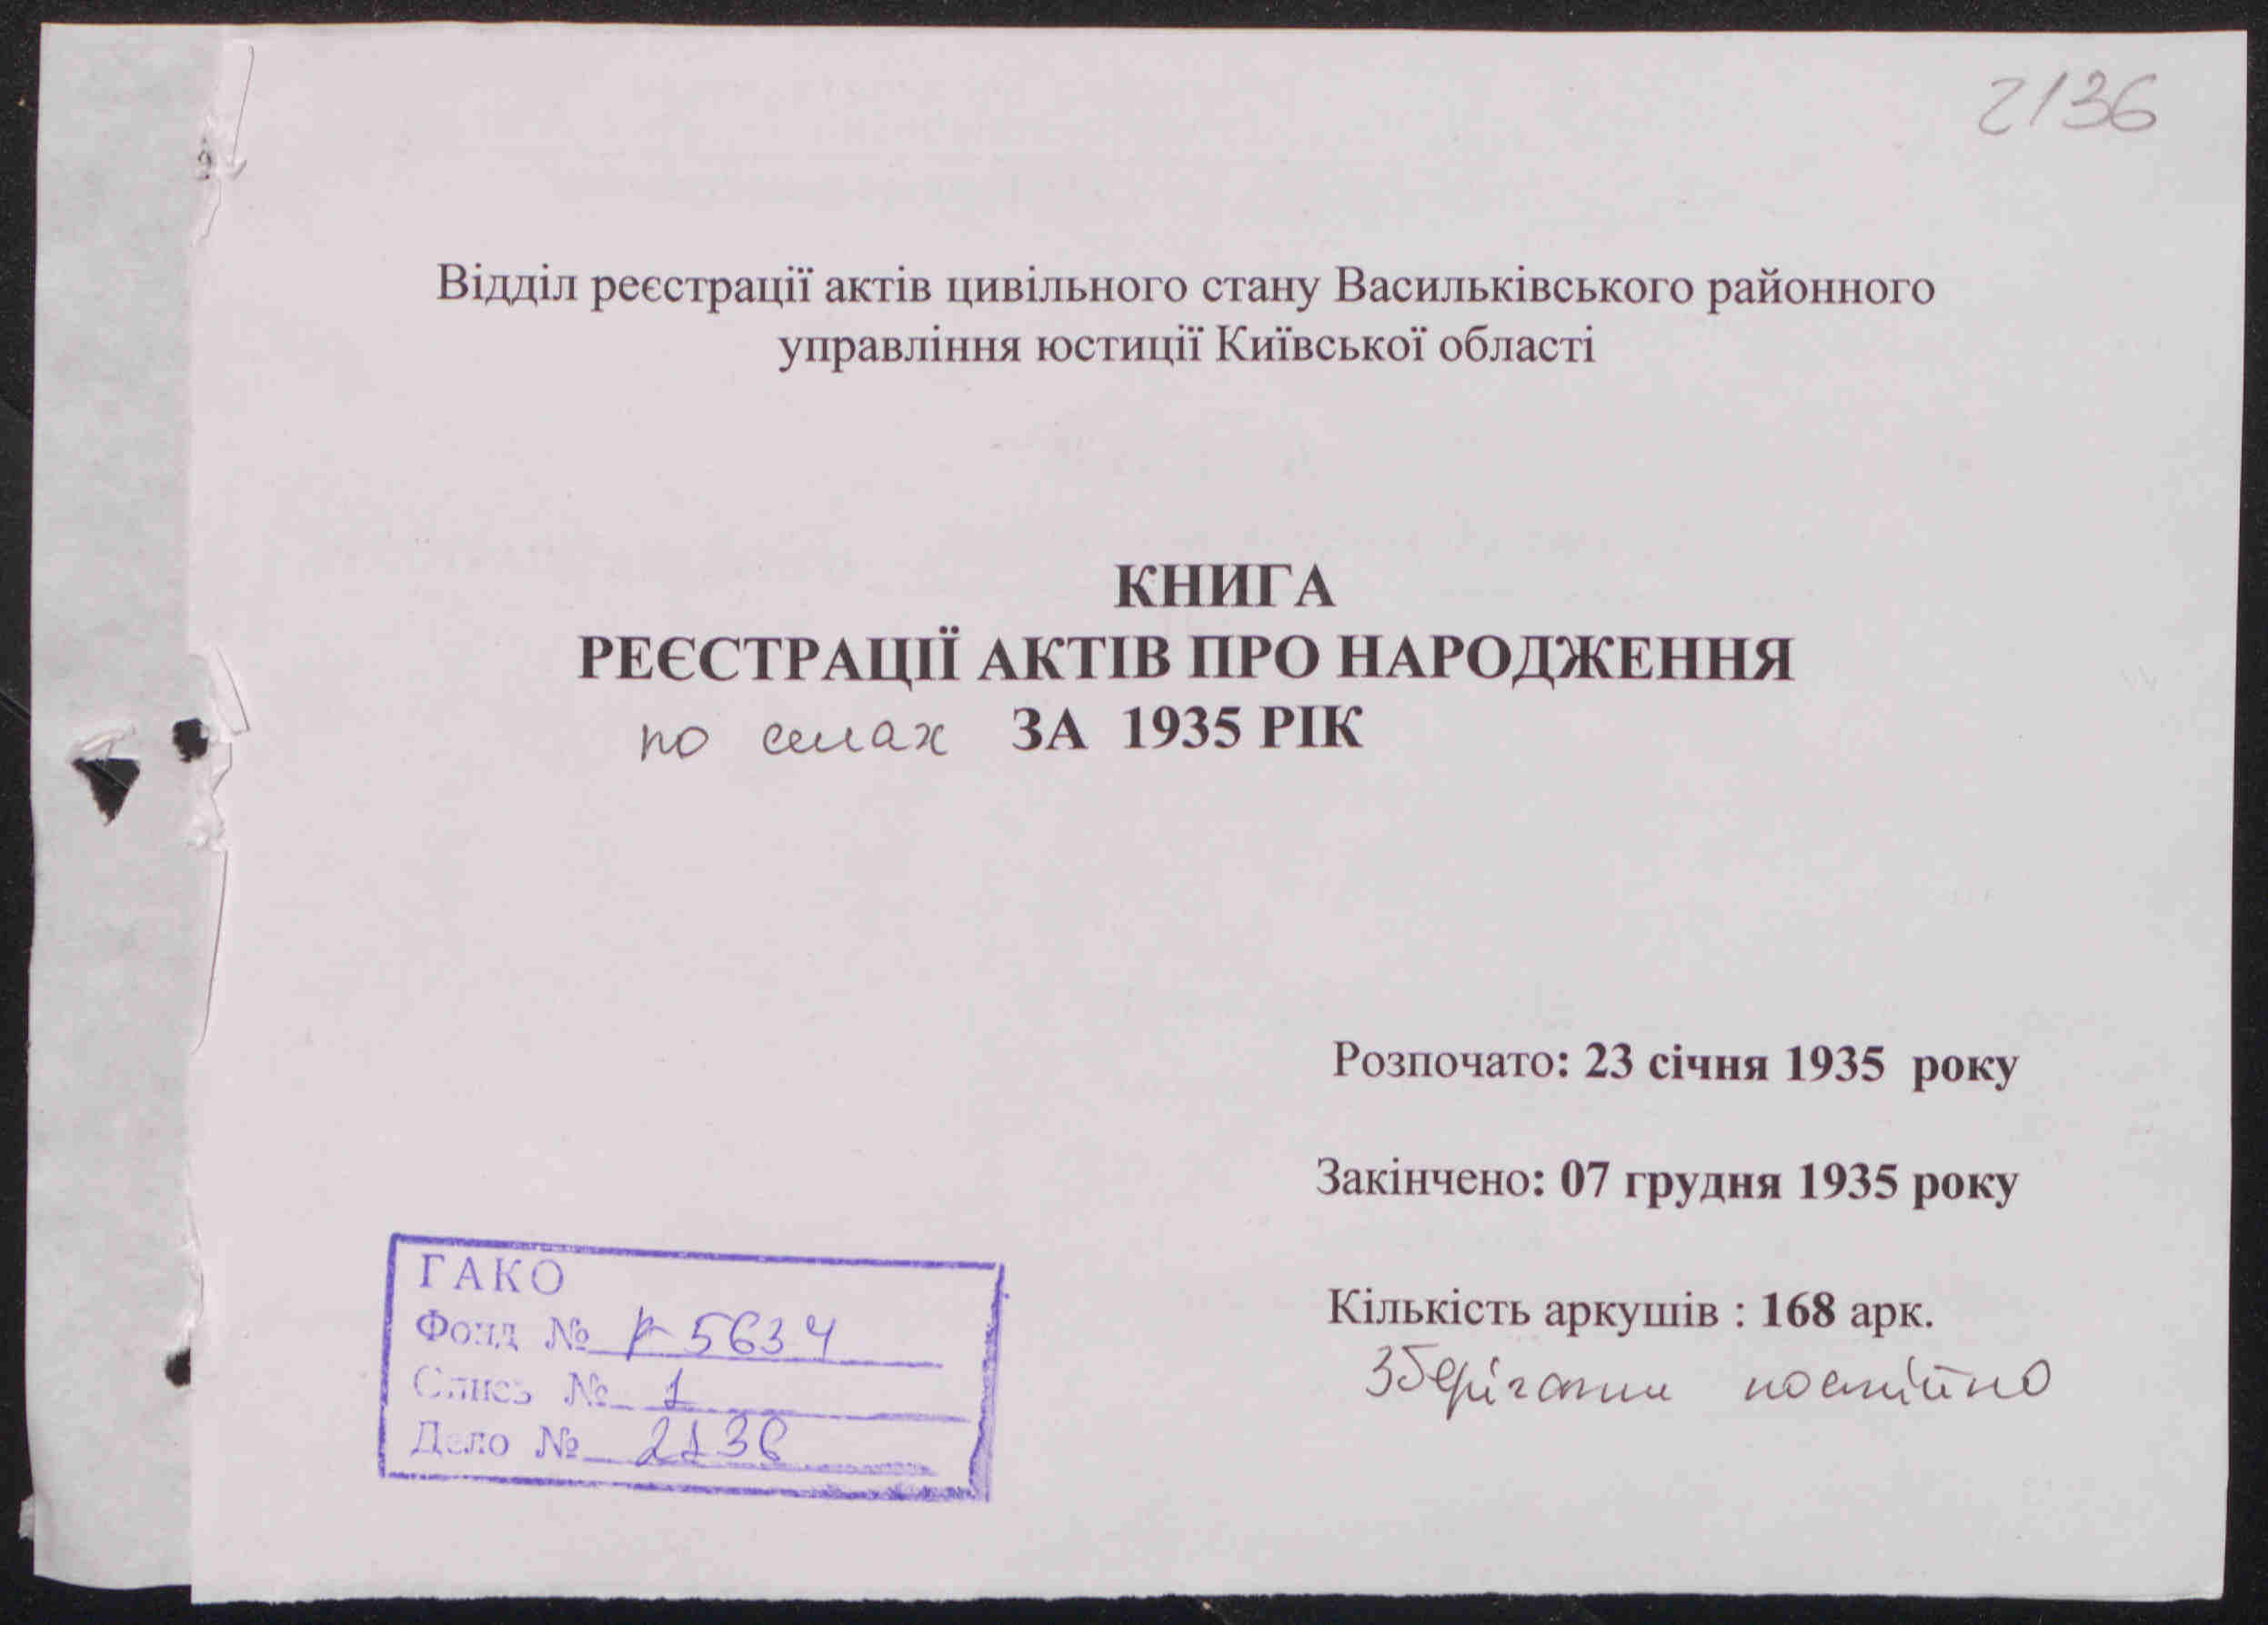 2136
Відділ реєстрації актів цивільного стану Васильківського районного
управління юстиції Київської області
КНИГА
РЕЄСТРАЦІЇ АКТІВ ПРО НАРОДЖЕННЯ
по селах ЗА 1935 РІК
Розпочато: 23 січня 1935 року
Закінчено: 07 грудня 1935 року
Кількість аркушів : 168 арк.
Зберігати постійно
ГАКО
Фонд № р-5634
Опись № 1
Дело № 2136